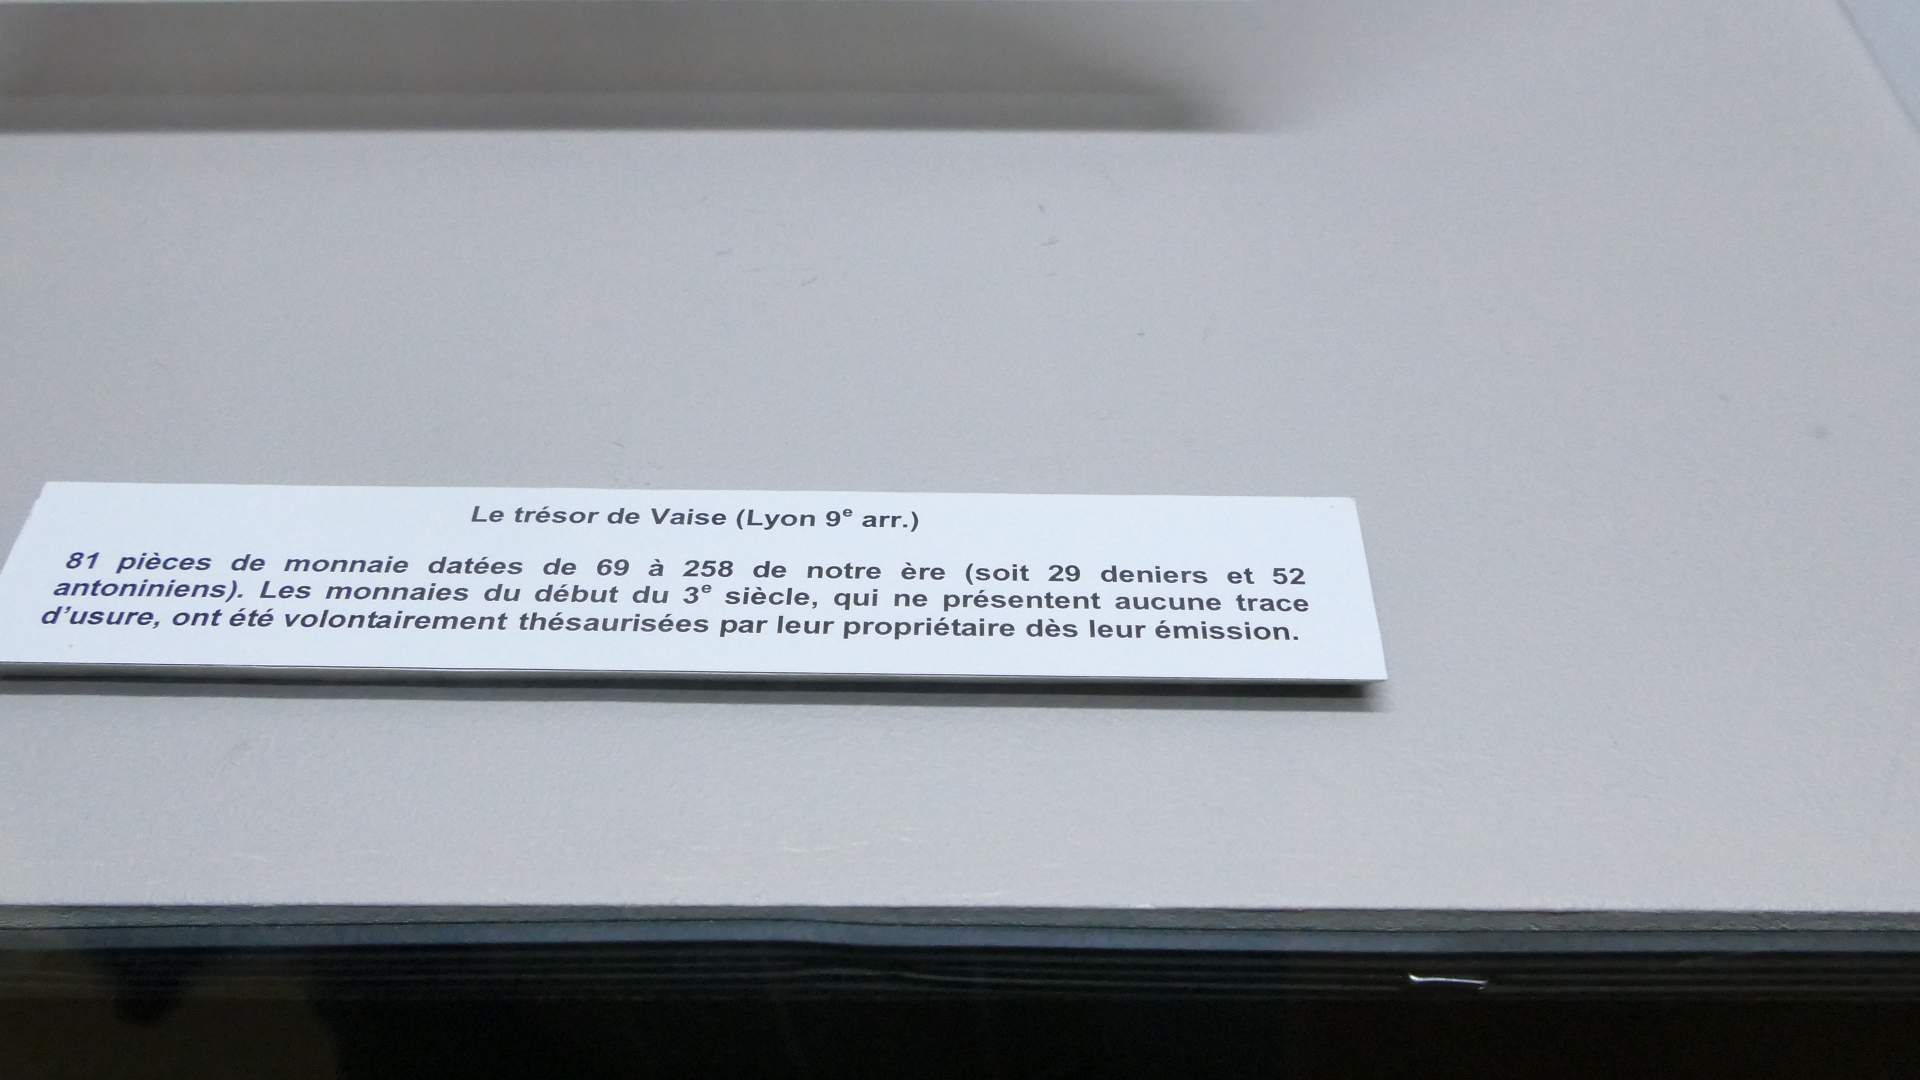 Le trésor de Vaise (Lyon 9e arr.)
81 pièces de monnaie datées de 69 à 258 de notre ère (soit 29 deniers et 52
antoniniens). Les monnaies du début du 3e siècle, qui ne présentent aucune trace
d'usure, ont été volontairement thésaurisées par leur propriétaire dès leur émission.